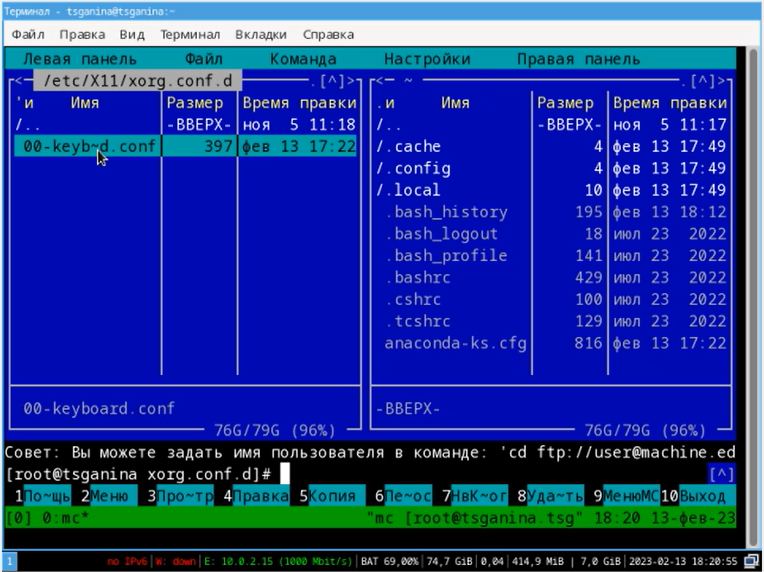 Терминал - tsganina@tsganina:~
Файл Правка Вид Терминал Вкладки Справка
Левая панель Файл Команда Настройки Правая панель
<- /etc/X11/xorg.conf.d .[^]>
'и Имя Размер Время правки
/.. -ВВЕРХ- ноя 5 11:18
00-keyb~d.conf 397 фев 13 17:22
00-keyboard.conf
76G/79G (96%)
<- ~ .[^]>
.и Имя Размер Время правки
/.. -ВВЕРХ- ноя 5 11:17
/.cache 4 фев 13 17:49
/.config 4 фев 13 17:49
/.local 10 фев 13 17:49
.bash_history 195 фев 13 18:12
.bash_logout 18 июл 23 2022
.bash_profile 141 июл 23 2022
.bashrc 429 июл 23 2022
.cshrc 100 июл 23 2022
.tcshrc 129 июл 23 2022
anaconda-ks.cfg 816 фев 13 17:22
-ВВЕРХ-
76G/79G (96%)
Совет: Вы можете задать имя пользователя в команде: 'cd ftp://user@machine.ed
[root@tsganina xorg.conf.d]# [^]
1По~щь 2Меню 3Про~тр 4Правка 5Копия 6Пе~ос 7НвК~ог 8Уда~ть 9МенюMC 10Выход
[0] 0:mc* "mc [root@tsganina.tsg" 18:20 13-фев-23
1 no IPv6|W: down|E: 10.0.2.15 (1000 Mbit/s)|BAT 69,00%|74,7 GiB|0,04|414,9 MiB | 7,0 GiB|2023-02-13 18:20:55